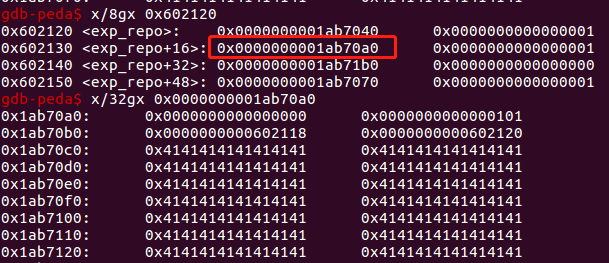 gdb-peda$ x/8gx 0x602120
0x602120 <exp_repo>: 0x0000000001ab7040 0x0000000000000001
0x602130 <exp_repo+16>: 0x0000000001ab70a0 0x0000000000000001
0x602140 <exp_repo+32>: 0x0000000001ab71b0 0x0000000000000000
0x602150 <exp_repo+48>: 0x0000000001ab7070 0x0000000000000001
gdb-peda$ x/32gx 0x0000000001ab70a0
0x1ab70a0: 0x0000000000000000 0x0000000000000101
0x1ab70b0: 0x0000000000602118 0x0000000000602120
0x1ab70c0: 0x4141414141414141 0x4141414141414141
0x1ab70d0: 0x4141414141414141 0x4141414141414141
0x1ab70e0: 0x4141414141414141 0x4141414141414141
0x1ab70f0: 0x4141414141414141 0x4141414141414141
0x1ab7100: 0x4141414141414141 0x4141414141414141
0x1ab7110: 0x4141414141414141 0x4141414141414141
0x1ab7120: 0x4141414141414141 0x4141414141414141